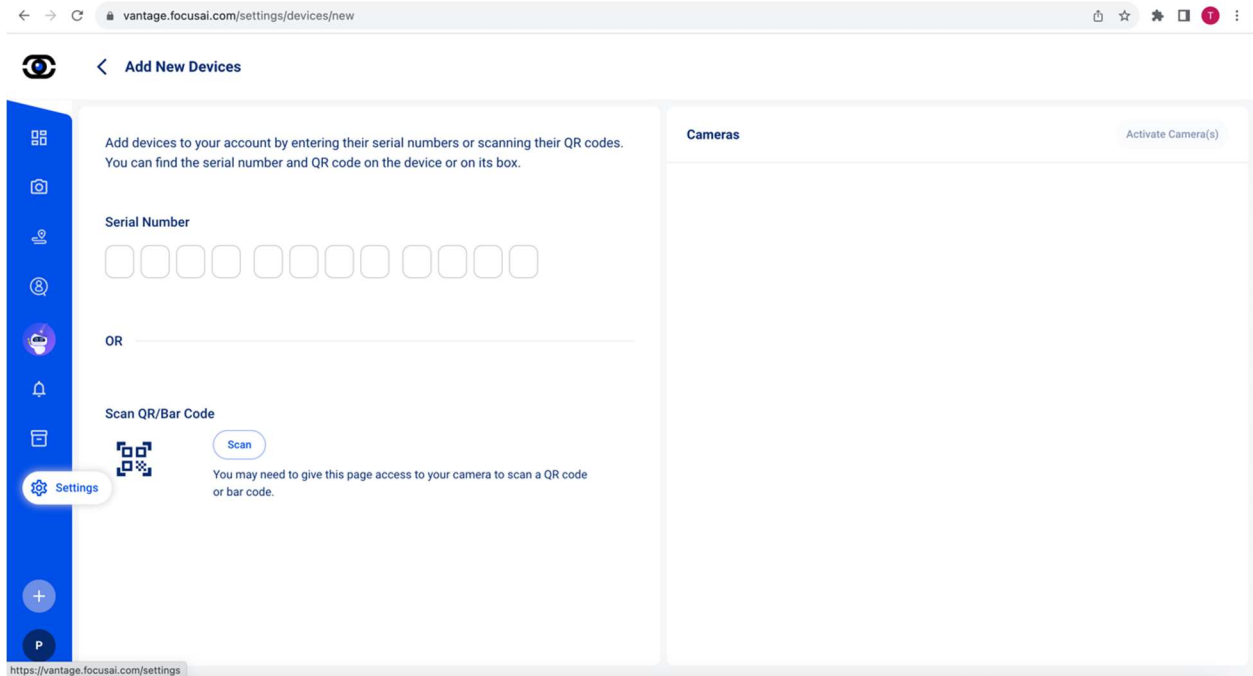 vantage.focusai.com/settings/devices/new
T
Add New Devices
Add devices to your account by entering their serial numbers or scanning their QR codes.
You can find the serial number and QR code on the device or on its box.
Serial Number
OR
Scan QR/Bar Code
Scan
You may need to give this page access to your camera to scan a QR code
or bar code.
Cameras
Activate Camera(s)
Settings
P
https://vantage.focusai.com/settings